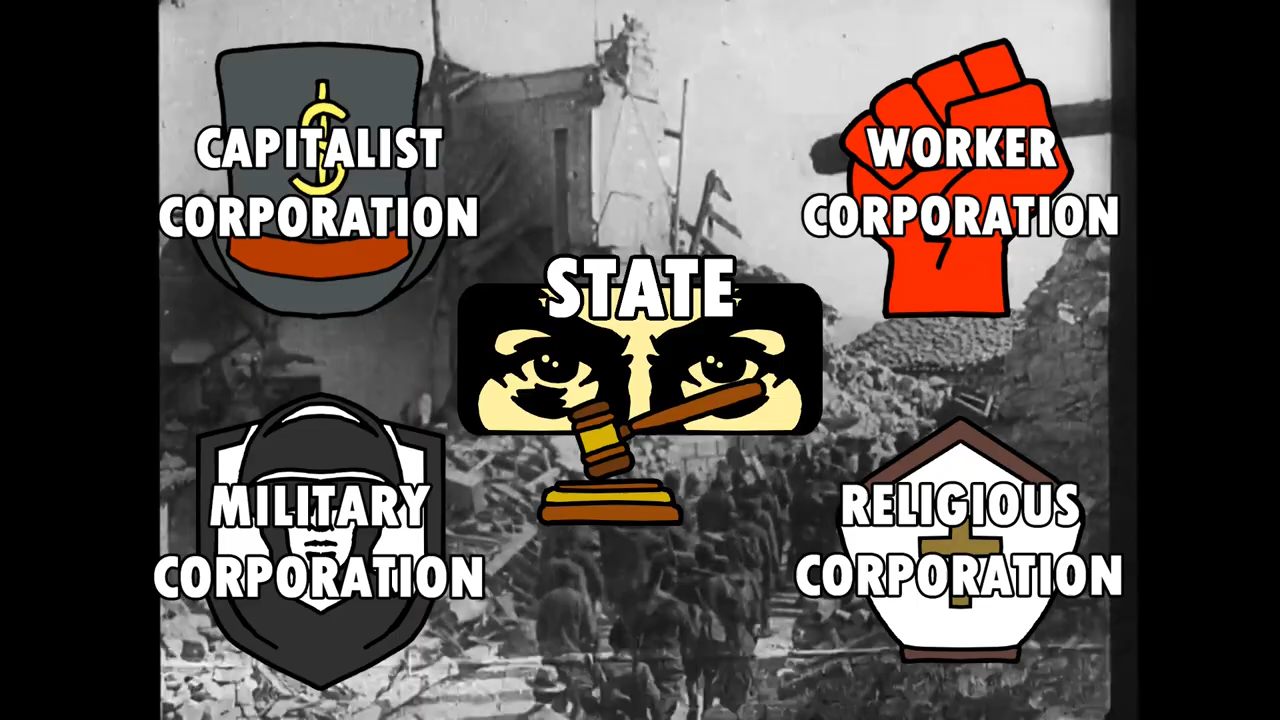 CAPITALIST
CORPORATION
WORKER
CORPORATION
STATE
MILITARY
CORPORATION
RELIGIOUS
CORPORATION